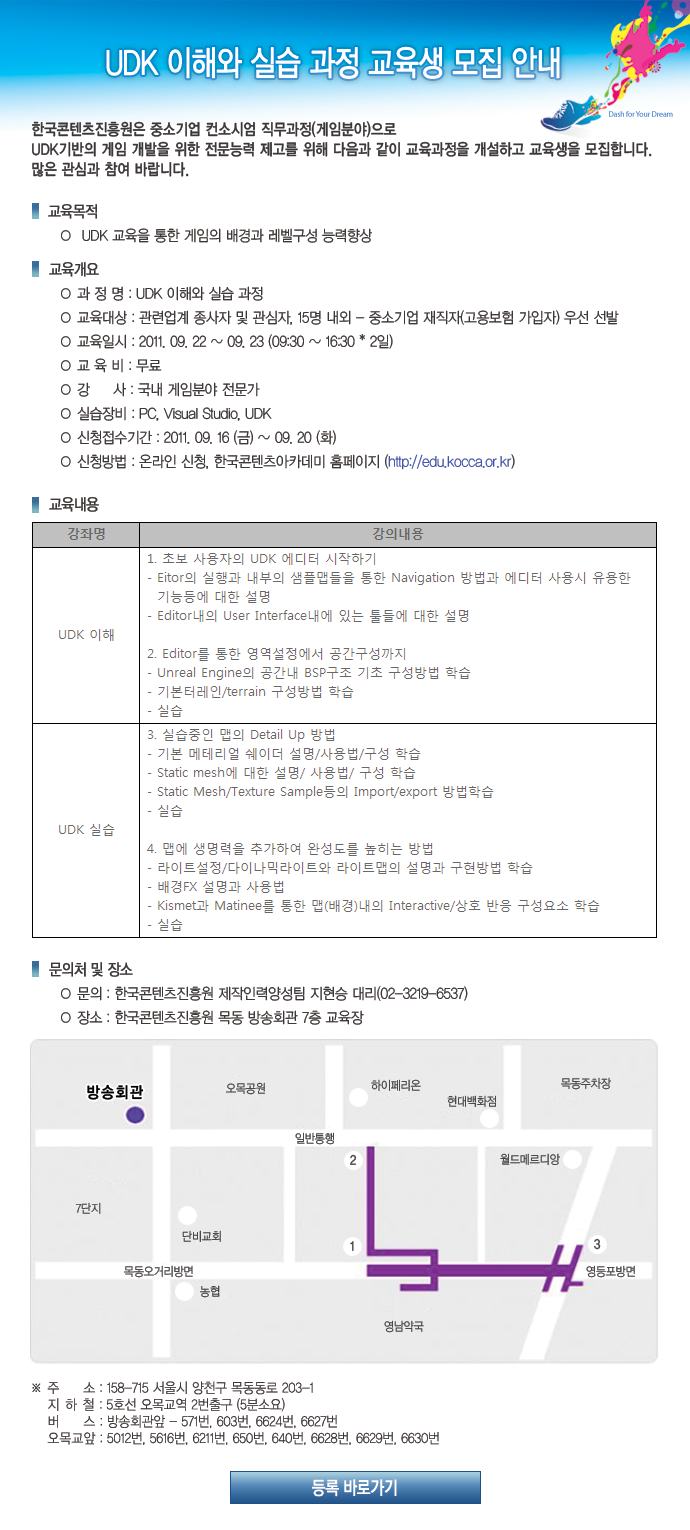 UDK 이해와 실습 과정 교육생 모집 안내
Dash for Your Dream
한국콘텐츠진흥원은 중소기업 컨소시엄 직무과정(게임분야)으로
UDK기반의 게임 개발을 위한 전문능력 제고를 위해 다음과 같이 교육과정을 개설하고 교육생을 모집합니다.
많은 관심과 참여 바랍니다.
교육목적
O UDK 교육을 통한 게임의 배경과 레벨구성 능력향상
교육개요
O 과 정 명 : UDK 이해와 실습 과정
O 교육대상 : 관련업계 종사자 및 관심자, 15명 내외 - 중소기업 재직자(고용보험 가입자) 우선 선발
O 교육일시 : 2011. 09. 22 ~ 09. 23 (09:30 ~ 16:30 * 2일)
O 교 육 비 : 무료
O 강 사 : 국내 게임분야 전문가
O 실습장비 : PC, Visual Studio, UDK
O 신청접수기간 : 2011. 09. 16 (금) ~ 09. 20 (화)
O 신청방법 : 온라인 신청, 한국콘텐츠아카데미 홈페이지 (http://edu.kocca.or.kr)
교육내용
강좌명 강의내용
UDK 이해
1. 초보 사용자의 UDK 에디터 시작하기
- Eitor의 실행과 내부의 샘플맵들을 통한 Navigation 방법과 에디터 사용시 유용한
기능등에 대한 설명
- Editor내의 User Interface내에 있는 툴들에 대한 설명
2. Editor를 통한 영역설정에서 공간구성까지
- Unreal Engine의 공간내 BSP구조 기초 구성방법 학습
- 기본터레인/terrain 구성방법 학습
- 실습
UDK 실습
3. 실습중인 맵의 Detail Up 방법
- 기본 메테리얼 쉐이더 설명/사용법/구성 학습
- Static mesh에 대한 설명/ 사용법/ 구성 학습
- Static Mesh/Texture Sample등의 Import/export 방법학습
- 실습
4. 맵에 생명력을 추가하여 완성도를 높히는 방법
- 라이트설정/다이나믹라이트와 라이트맵의 설명과 구현방법 학습
- 배경FX 설명과 사용법
- Kismet과 Matinee를 통한 맵(배경)내의 Interactive/상호 반응 구성요소 학습
- 실습
문의처 및 장소
O 문의 : 한국콘텐츠진흥원 제작인력양성팀 지현승 대리(02-3219-6537)
O 장소 : 한국콘텐츠진흥원 목동 방송회관 7층 교육장
방송회관
오목공원
하이페리온
현대백화점
목동주차장
일반통행
2
월드메르디앙
7단지
단비교회
1
3
목동오거리방면
영등포방면
농협
영남약국
※ 주 소 : 158-715 서울시 양천구 목동동로 203-1
지 하 철 : 5호선 오목교역 2번출구 (5분소요)
버 스 : 방송회관앞 - 571번, 603번, 6624번, 6627번
오목교앞 : 5012번, 5616번, 6211번, 650번, 640번, 6628번, 6629번, 6630번
등록 바로가기